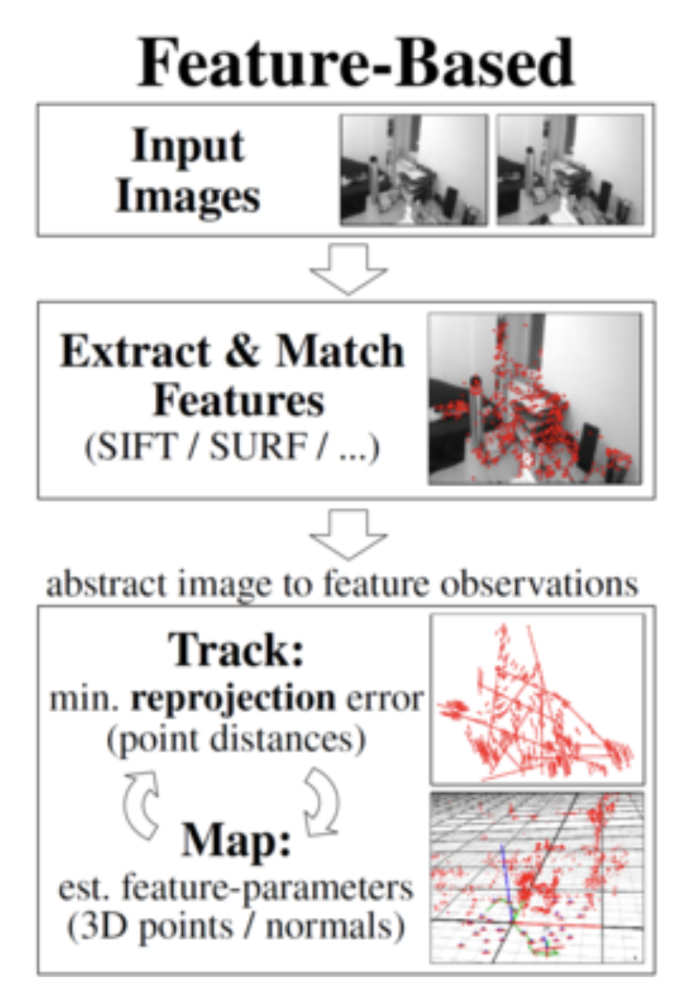 Feature-Based
Input
Images
Extract & Match
Features
(SIFT / SURF / ...)
abstract image to feature observations
Track:
min. reprojection error
(point distances)
Map:
est. feature-parameters
(3D points / normals)